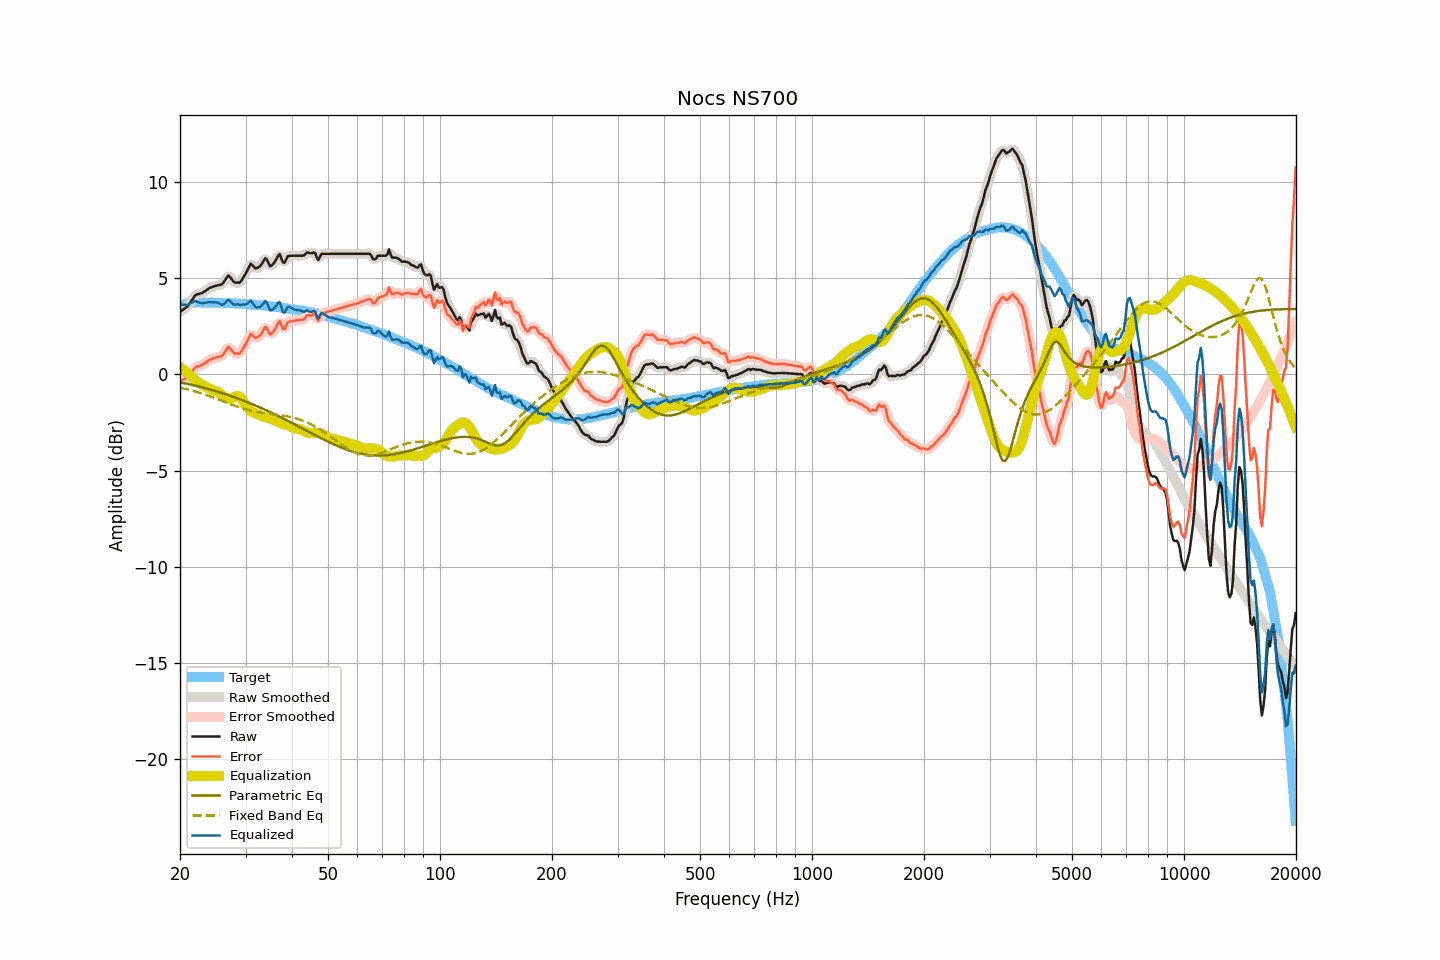 Nocs NS700
Amplitude (dBr)
10
5
0
−5
−10
−15
−20
Target
Raw Smoothed
Error Smoothed
Raw
Error
Equalization
Parametric Eq
Fixed Band Eq
Equalized
20 50 100 200 500 1000 2000 5000 10000 20000
Frequency (Hz)